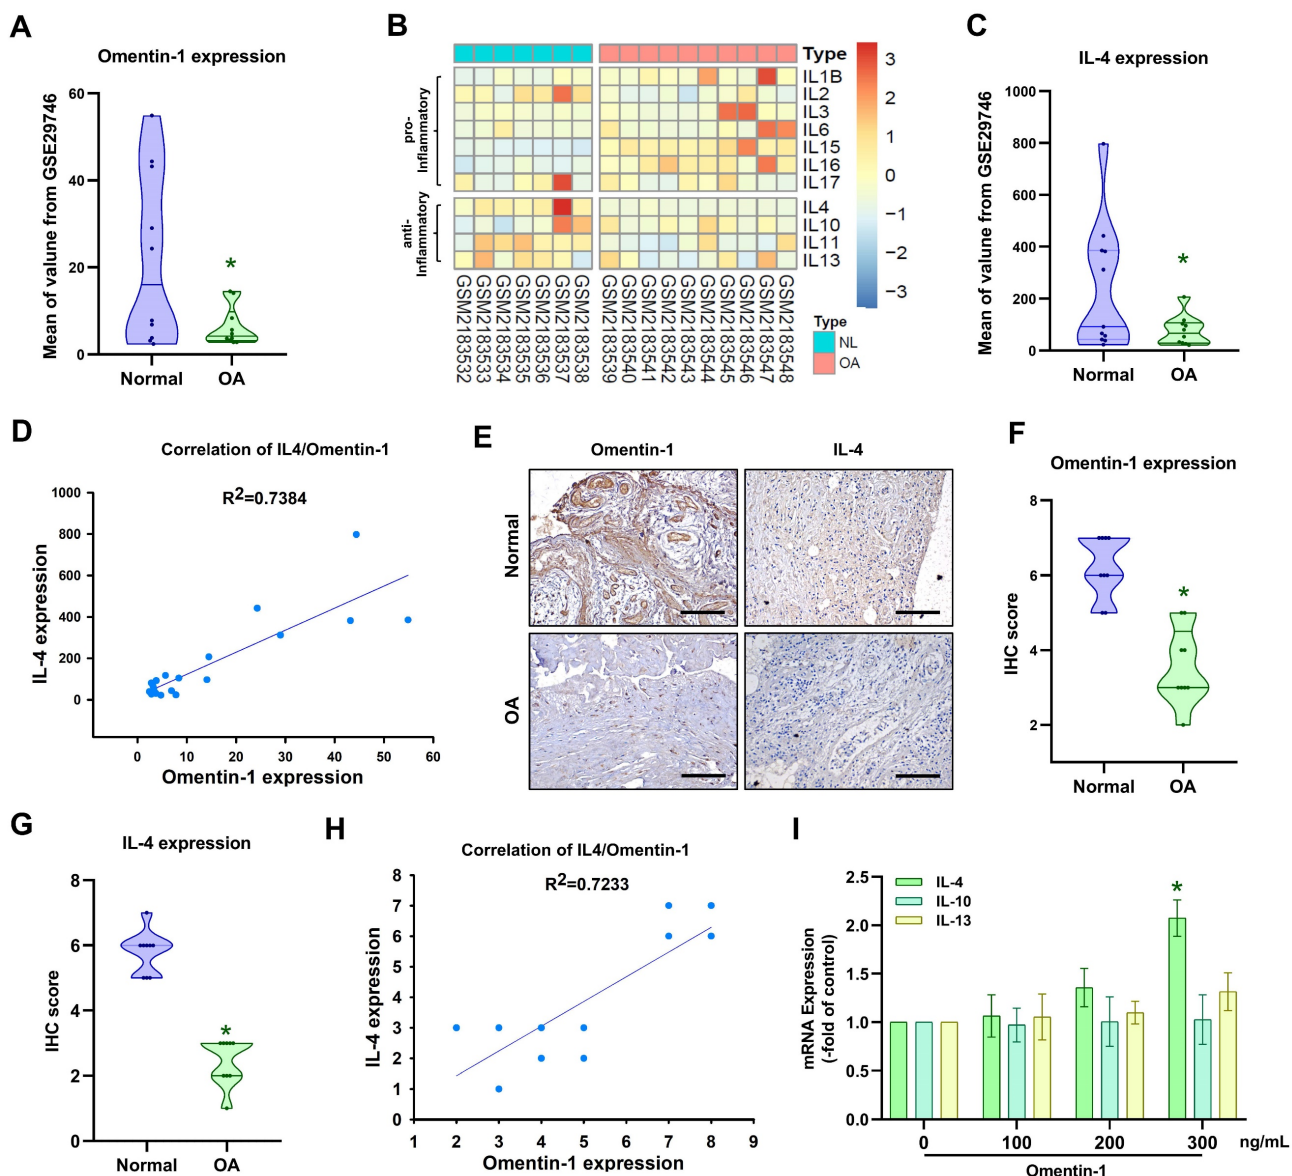 A
Omentin-1 expression
Mean of valune from GSE29746
60
40
20
0
Normal
OA
*
B
Type
pro-
Inflammatory
anti-
Inflammatory
IL1B
IL2
IL3
IL6
IL15
IL16
IL17
IL4
IL10
IL11
IL13
GSM2183532
GSM2183533
GSM2183534
GSM2183535
GSM2183536
GSM2183537
GSM2183538
GSM2183539
GSM2183540
GSM2183541
GSM2183542
GSM2183543
GSM2183544
GSM2183545
GSM2183546
GSM2183547
GSM2183548
3
2
1
0
−1
−2
−3
Type
NL
OA
C
IL-4 expression
Mean of valune from GSE29746
1000
800
600
400
200
0
Normal
OA
*
D
Correlation of IL4/Omentin-1
R2=0.7384
IL-4 expression
1000
800
600
400
200
0
0 10 20 30 40 50 60
Omentin-1 expression
E
Omentin-1
IL-4
Normal
OA
F
Omentin-1 expression
IHC score
8
6
4
2
Normal
OA
*
G
IL-4 expression
IHC score
8
6
4
2
0
Normal
OA
*
H
Correlation of IL4/Omentin-1
R2=0.7233
IL-4 expression
8
7
6
5
4
3
2
1
0
1 2 3 4 5 6 7 8 9
Omentin-1 expression
I
mRNA Expression
(-fold of control)
2.5
2.0
1.5
1.0
0.5
0.0
IL-4
IL-10
IL-13
*
0 100 200 300 ng/mL
Omentin-1